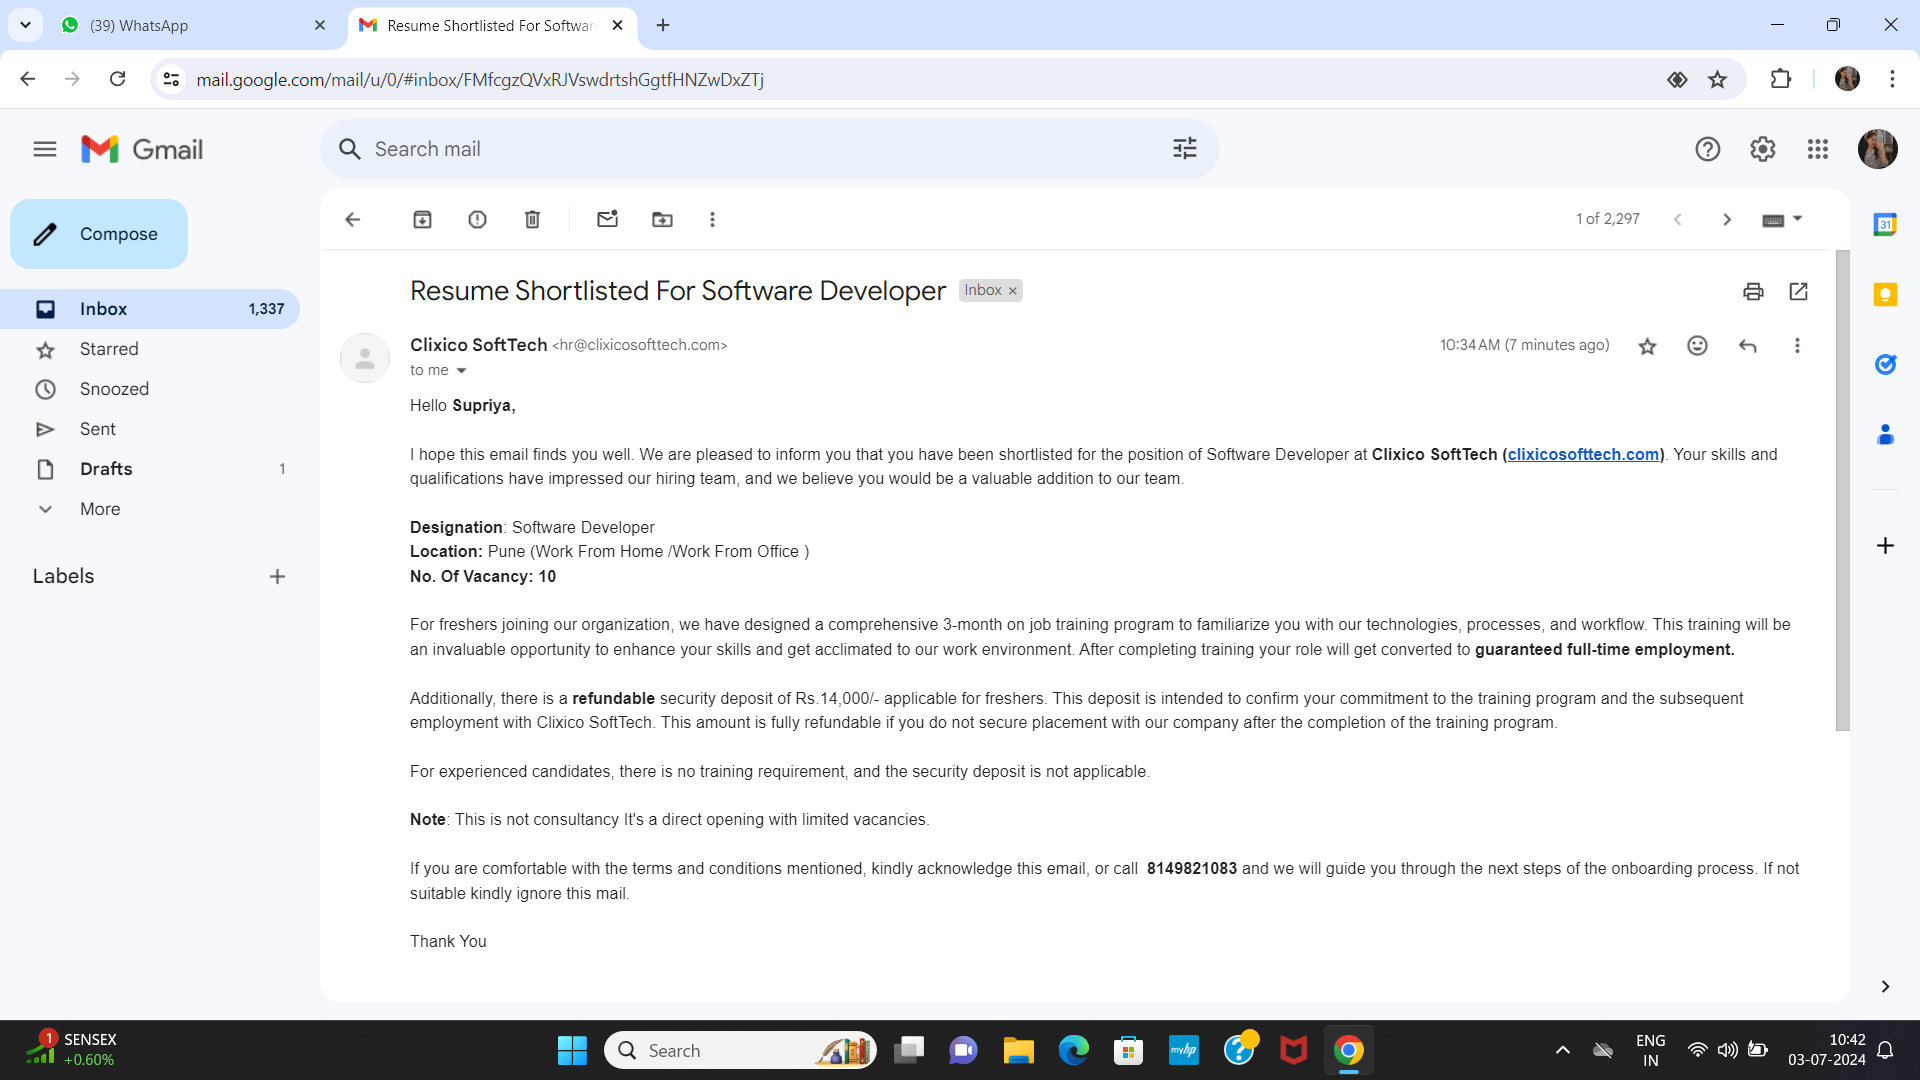 (39) WhatsApp
Resume Shortlisted For Softwar
mail.google.com/mail/u/0/#inbox/FMfcgzQVxRJVswdrtshGgtfHNZwDxZTj
Gmail
Search mail
Compose
1 of 2,297
Inbox 1,337
Starred
Snoozed
Sent
Drafts 1
More
Labels
Resume Shortlisted For Software Developer Inbox ×
Clixico SoftTech <hr@clixicosofttech.com> 10:34 AM (7 minutes ago)
to me
Hello Supriya,
I hope this email finds you well. We are pleased to inform you that you have been shortlisted for the position of Software Developer at Clixico SoftTech (clixicosofttech.com). Your skills and
qualifications have impressed our hiring team, and we believe you would be a valuable addition to our team.
Designation: Software Developer
Location: Pune (Work From Home /Work From Office )
No. Of Vacancy: 10
For freshers joining our organization, we have designed a comprehensive 3-month on job training program to familiarize you with our technologies, processes, and workflow. This training will be
an invaluable opportunity to enhance your skills and get acclimated to our work environment. After completing training your role will get converted to guaranteed full-time employment.
Additionally, there is a refundable security deposit of Rs.14,000/- applicable for freshers. This deposit is intended to confirm your commitment to the training program and the subsequent
employment with Clixico SoftTech. This amount is fully refundable if you do not secure placement with our company after the completion of the training program.
For experienced candidates, there is no training requirement, and the security deposit is not applicable.
Note: This is not consultancy It's a direct opening with limited vacancies.
If you are comfortable with the terms and conditions mentioned, kindly acknowledge this email, or call 8149821083 and we will guide you through the next steps of the onboarding process. If not
suitable kindly ignore this mail.
Thank You
31
1
SENSEX
+0.60%
Search
myhp
ENG
IN
10:42
03-07-2024